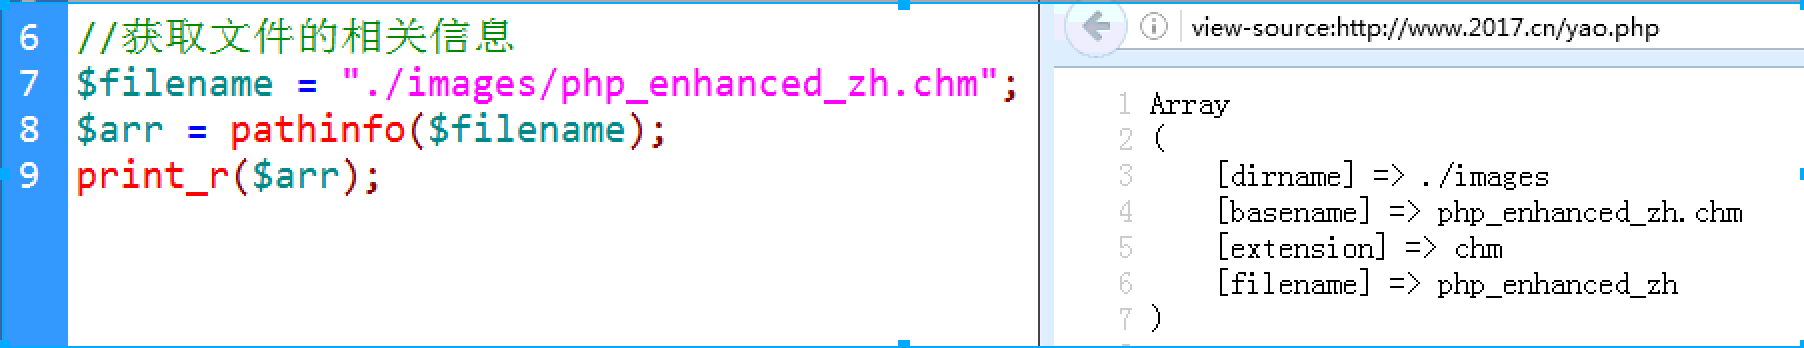 6 //获取文件的相关信息
7 $filename = "./images/php_enhanced_zh.chm";
8 $arr = pathinfo($filename);
9 print_r($arr);
view-source:http://www.2017.cn/yao.php
1 Array
2 (
3 [dirname] => ./images
4 [basename] => php_enhanced_zh.chm
5 [extension] => chm
6 [filename] => php_enhanced_zh
7 )